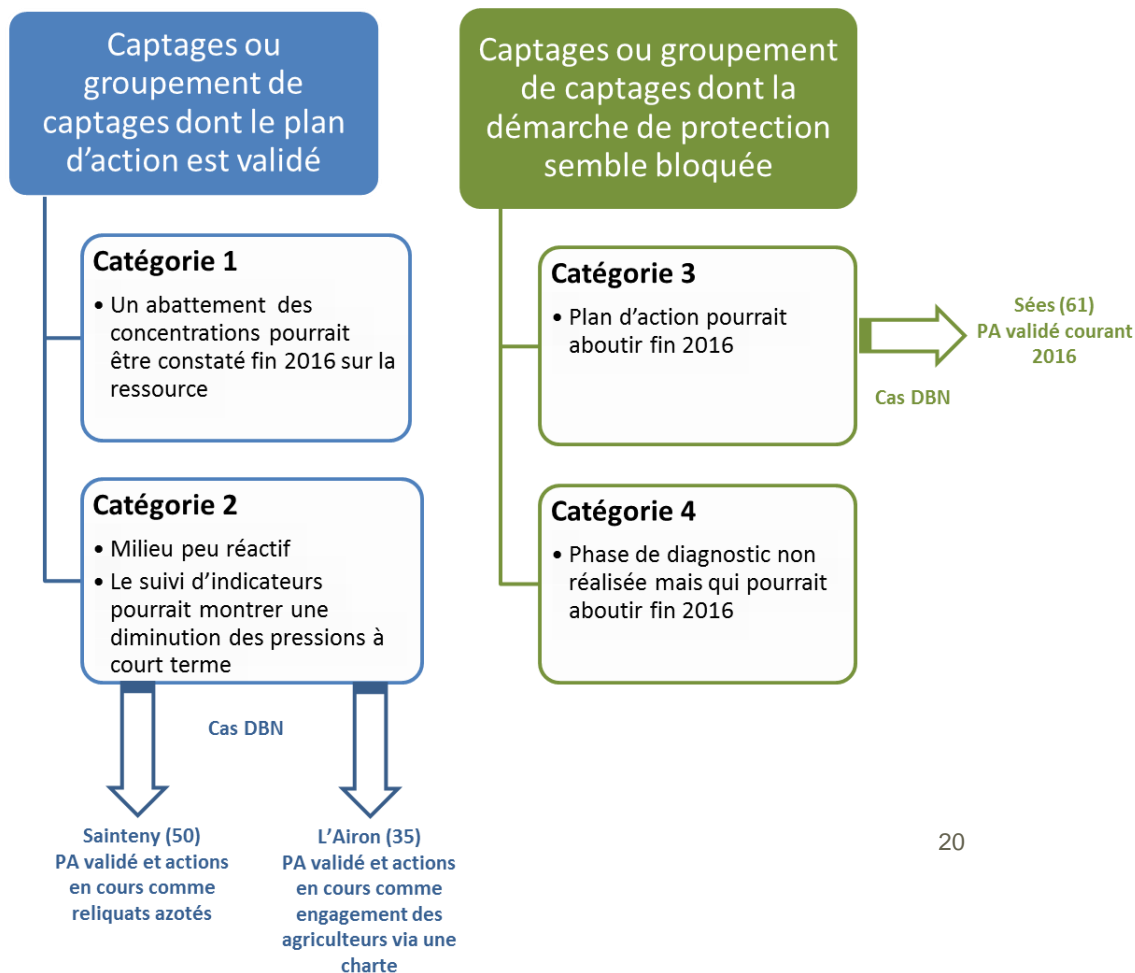 Captages ou
groupement de
captages dont le plan
d’action est validé
Catégorie 1
• Un abattement des
concentrations pourrait
être constaté fin 2016 sur la
ressource
Catégorie 2
• Milieu peu réactif
• Le suivi d’indicateurs
pourrait montrer une
diminution des pressions à
court terme
Cas DBN
Sainteny (50)
PA validé et actions
en cours comme
reliquats azotés
L’Airon (35)
PA validé et actions
en cours comme
engagement des
agriculteurs via une
charte
Captages ou groupement
de captages dont la
démarche de protection
semble bloquée
Catégorie 3
• Plan d’action pourrait
aboutir fin 2016
Cas DBN
Sées (61)
PA validé courant
2016
Catégorie 4
• Phase de diagnostic non
réalisée mais qui pourrait
aboutir fin 2016
20